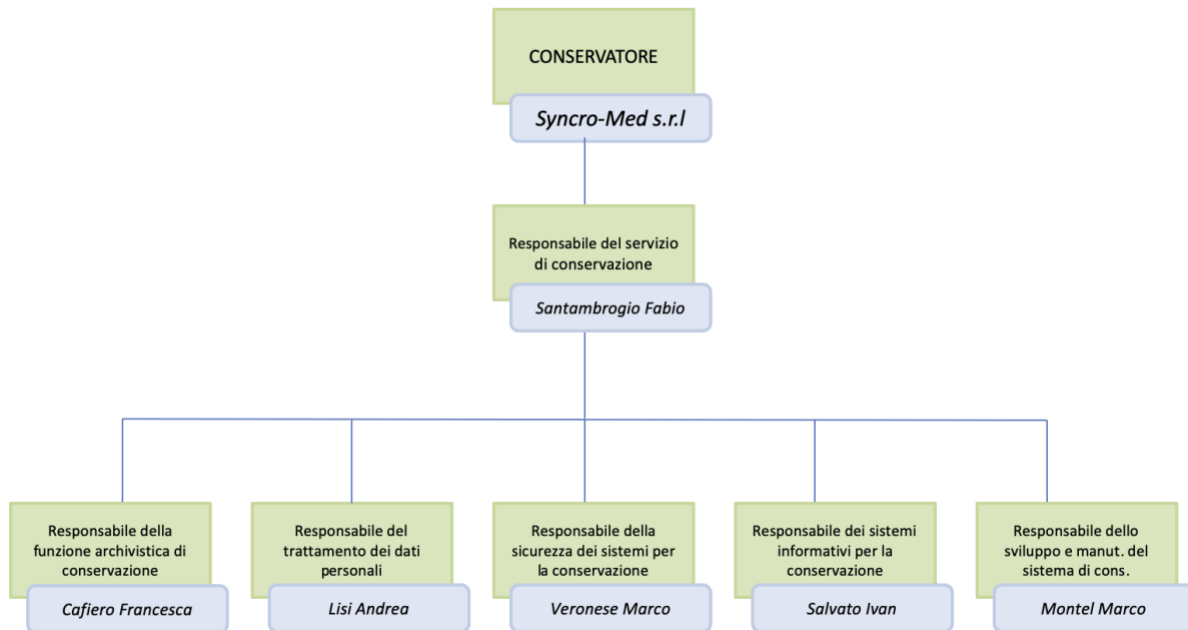 CONSERVATORE
Syncro-Med s.r.l
Responsabile del servizio
di conservazione
Santambrogio Fabio
Responsabile della
funzione archivistica di
conservazione
Cafiero Francesca
Responsabile del
trattamento dei dati
personali
Lisi Andrea
Responsabile della
sicurezza dei sistemi per
la conservazione
Veronese Marco
Responsabile dei sistemi
informativi per la
conservazione
Salvato Ivan
Responsabile dello
sviluppo e manut. del
sistema di cons.
Montel Marco